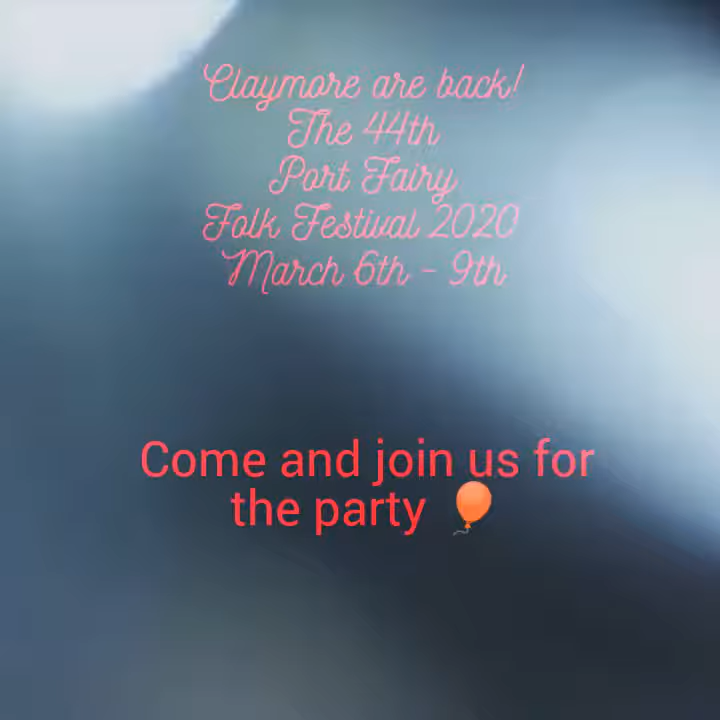 Claymore are back!
The 44th
Port Fairy
Folk Festival 2020
March 6th - 9th
Come and join us for
the party 🎈